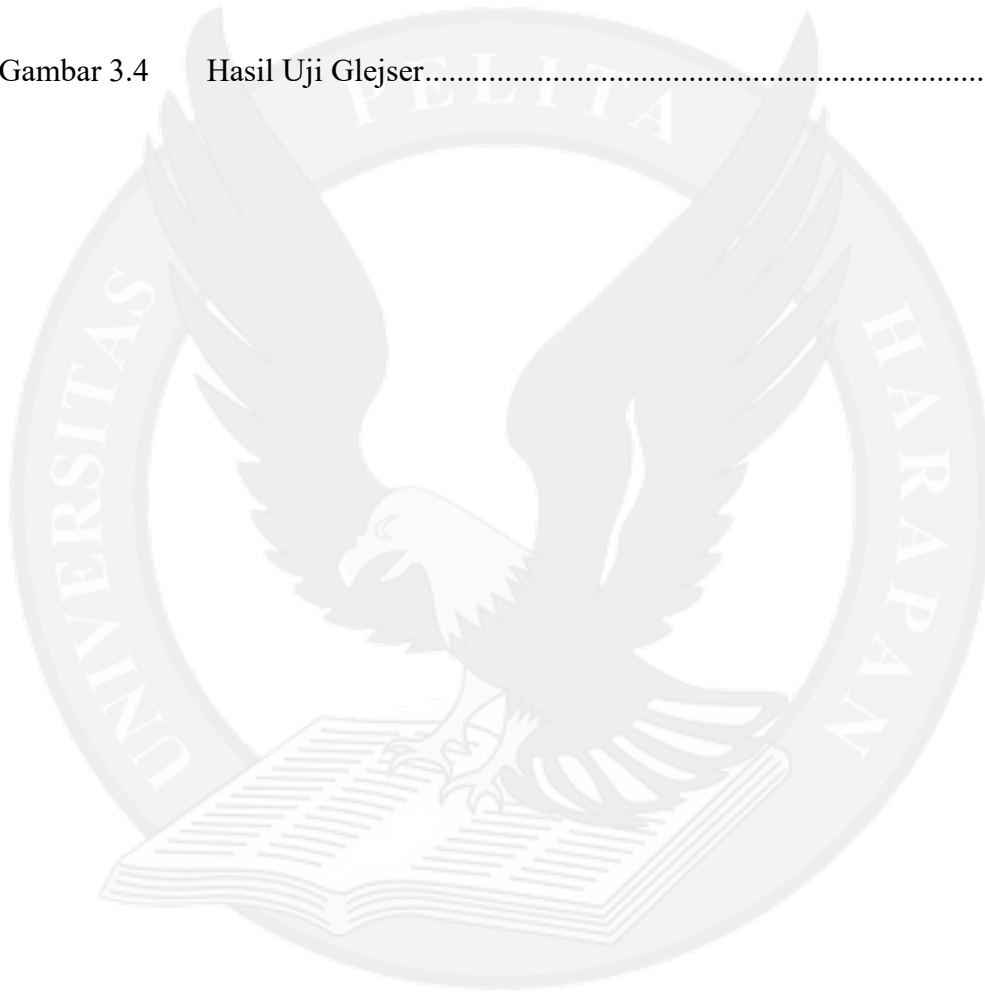 Gambar 3.4 Hasil Uji Glejser......................................................................
PELITA
UNIVERSITAS
HARAPAN